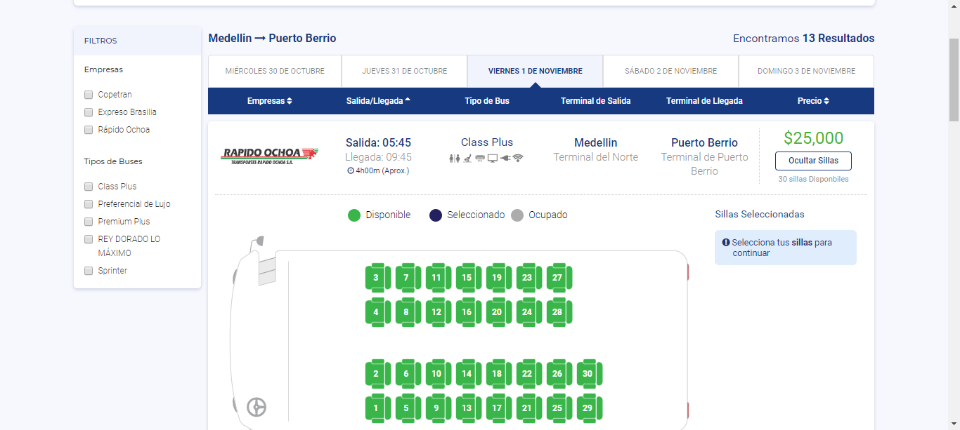 FILTROS
Empresas
Copetran
Expreso Brasilia
Rápido Ochoa
Tipos de Buses
Class Plus
Preferencial de Lujo
Premium Plus
REY DORADO LO
MÁXIMO
Sprinter
Medellin → Puerto Berrio
Encontramos 13 Resultados
MIÉRCOLES 30 DE OCTUBRE
JUEVES 31 DE OCTUBRE
VIERNES 1 DE NOVIEMBRE
SÁBADO 2 DE NOVIEMBRE
DOMINGO 3 DE NOVIEMBRE
Empresas
Salida/Llegada
Tipo de Bus
Terminal de Salida
Terminal de Llegada
Precio
RAPIDO OCHOA
TRANSPORTES RAPIDO OCHOA S.A.
Salida: 05:45
Llegada: 09:45
4h00m (Aprox.)
Class Plus
Medellin
Terminal del Norte
Puerto Berrio
Terminal de Puerto
Berrio
$25,000
Ocultar Sillas
30 sillas Disponibles
Disponible
Seleccionado
Ocupado
Sillas Seleccionadas
Selecciona tus sillas para
continuar
3 7 11 15 19 23 27
4 8 12 16 20 24 28
2 6 10 14 18 22 26 30
1 5 9 13 17 21 25 29